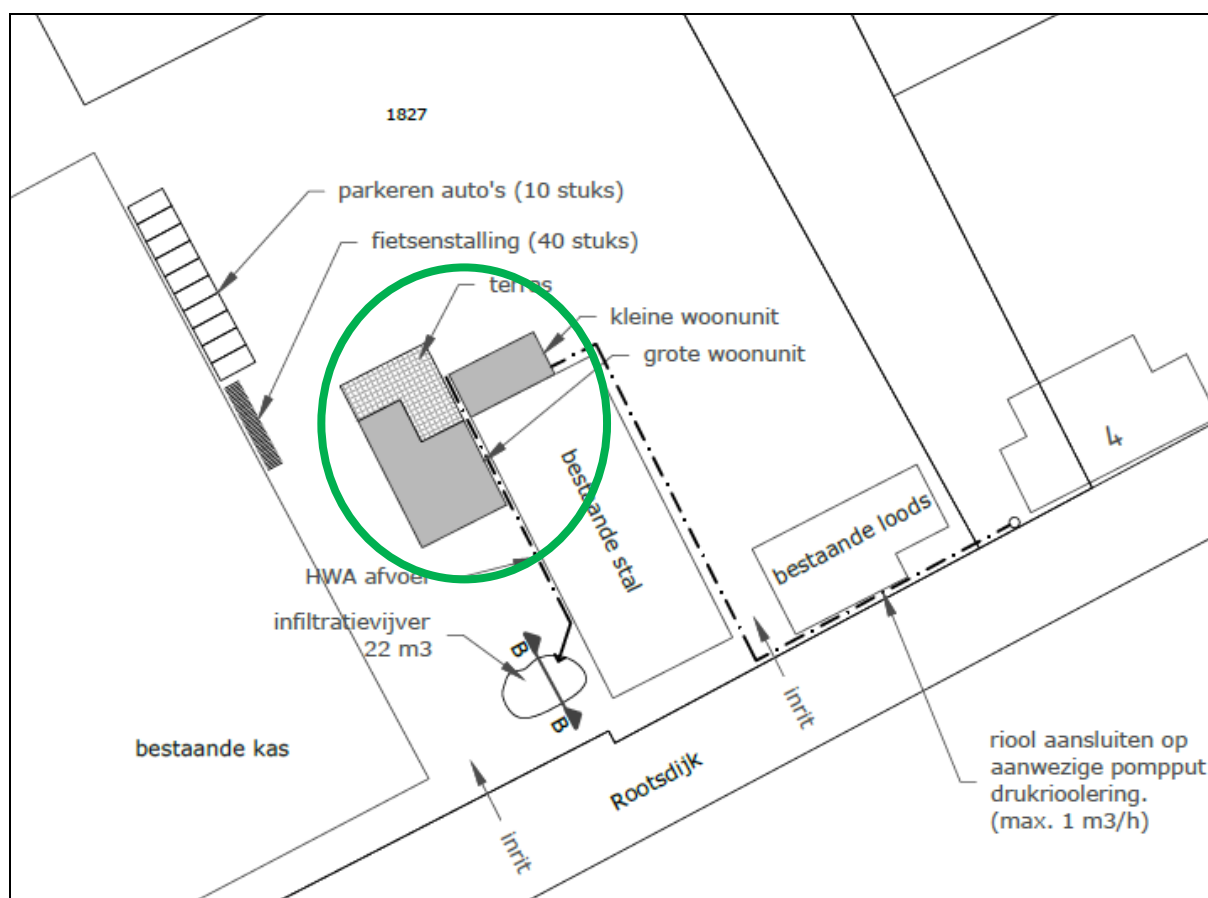 1827
parkeren auto's (10 stuks)
fietsenstalling (40 stuks)
terras
kleine woonunit
grote woonunit
4
bestaande stal
bestaande loods
HWA afvoer
infiltratievijver
22 m3
B
B
inrit
bestaande kas
Rootsdijk
riool aansluiten op
aanwezige pompput
drukriolering.
(max. 1 m3/h)
inrit